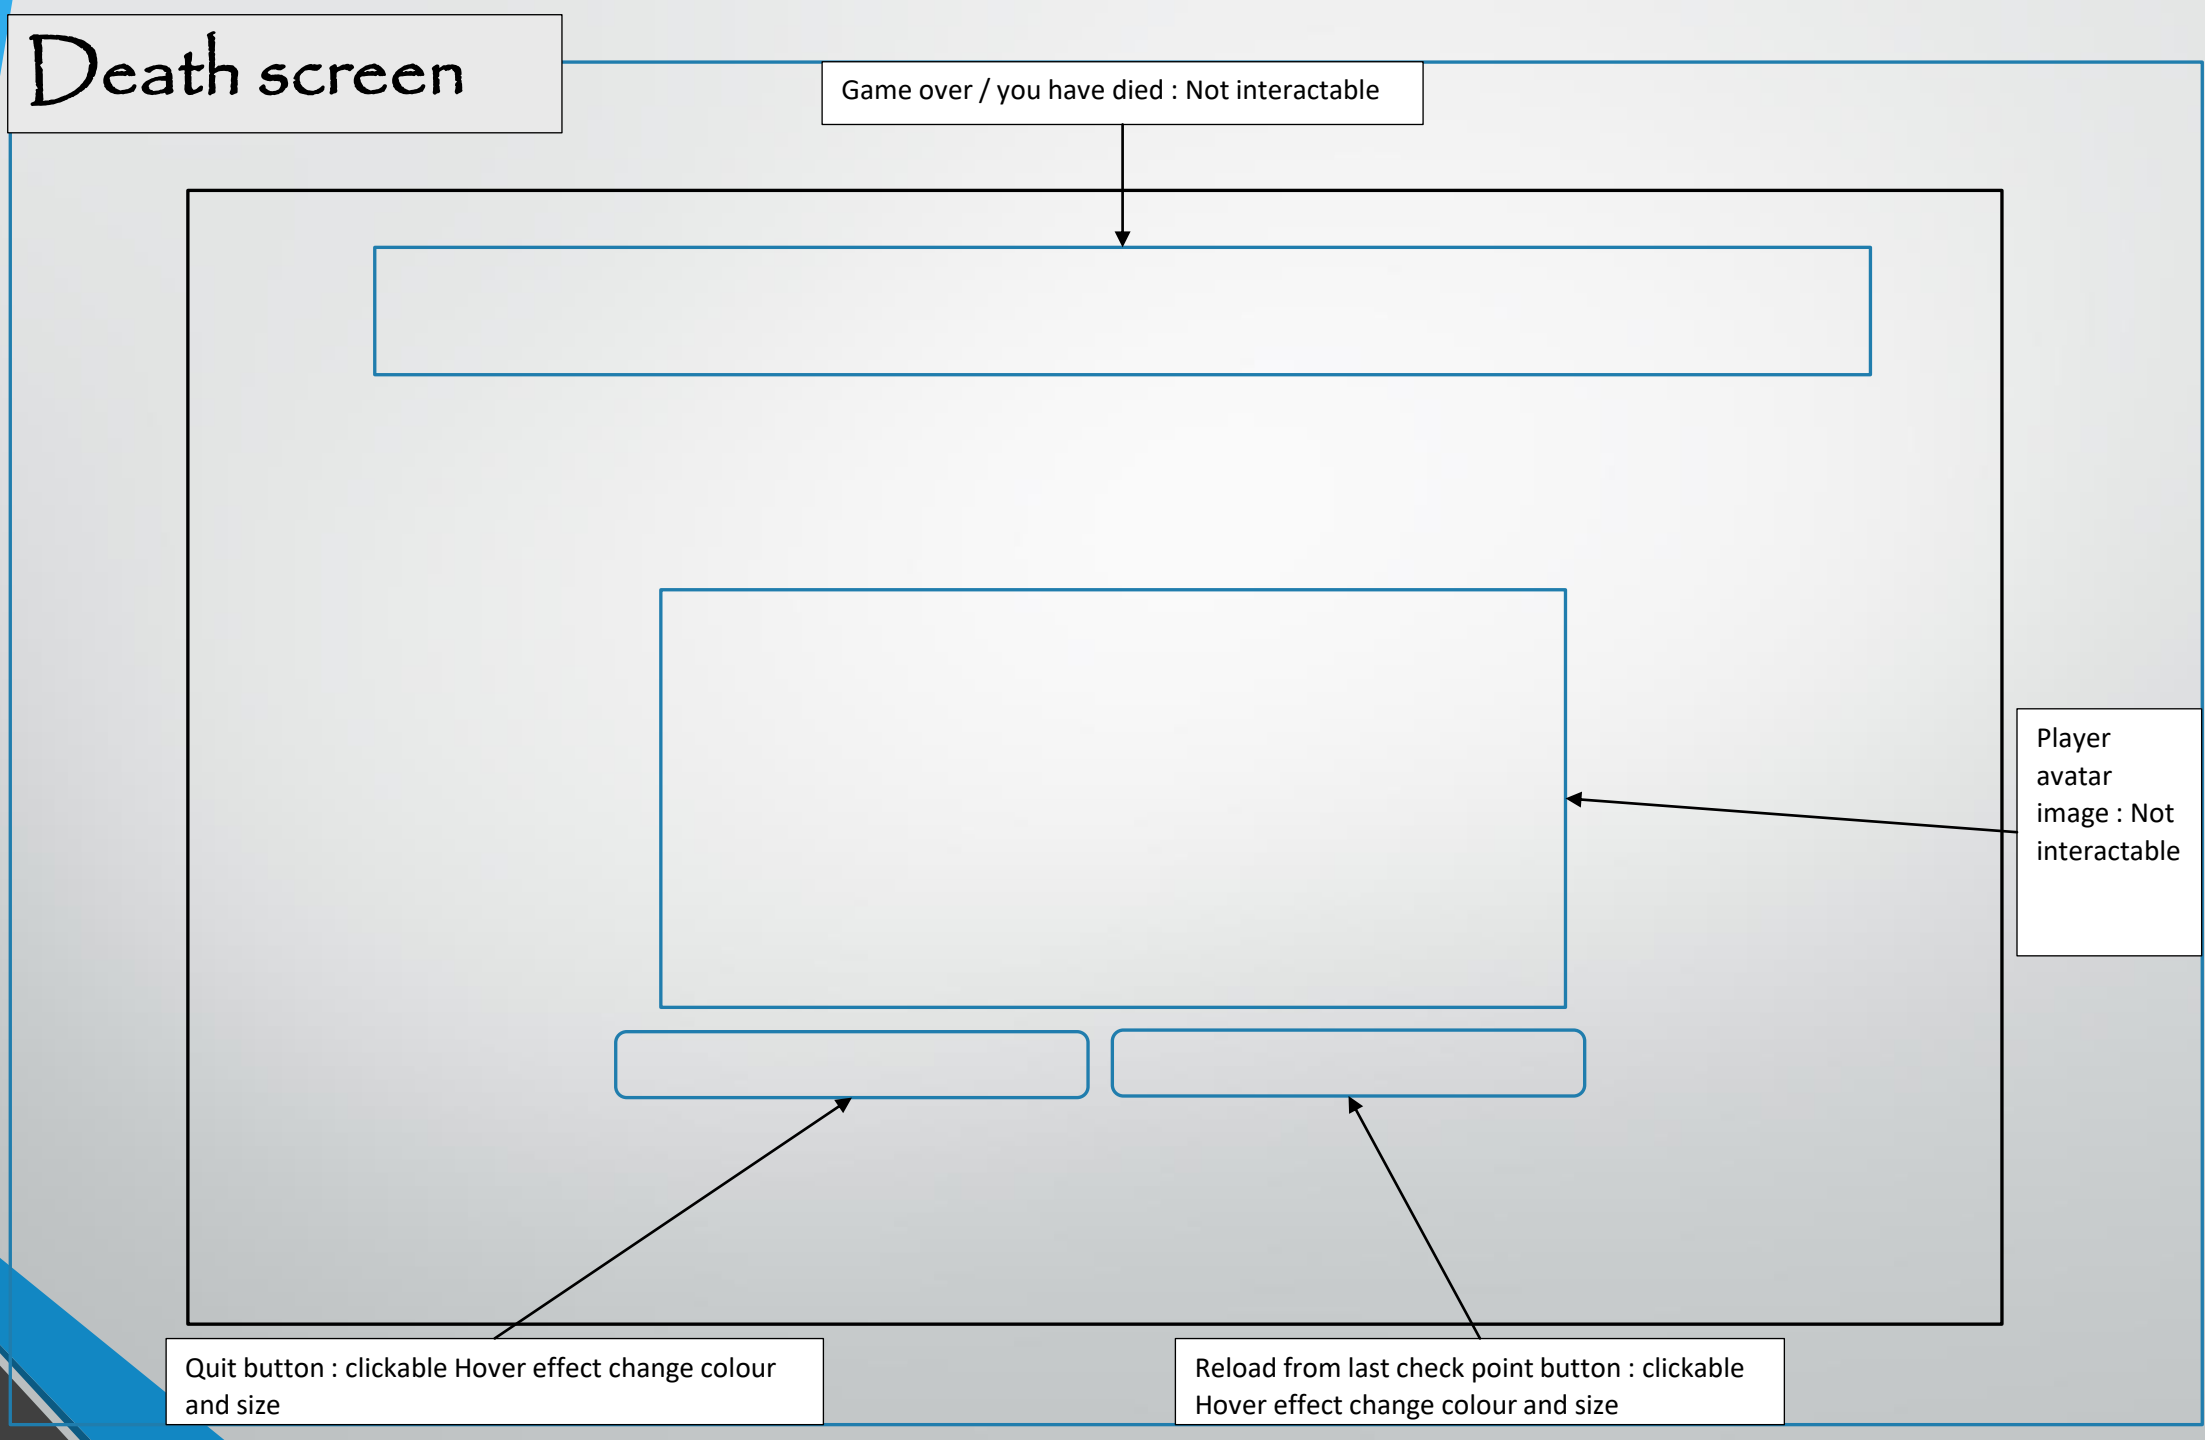 Death screen
Game over / you have died : Not interactable
Player
avatar
image : Not
interactable
Quit button : clickable Hover effect change colour
and size
Reload from last check point button : clickable
Hover effect change colour and size